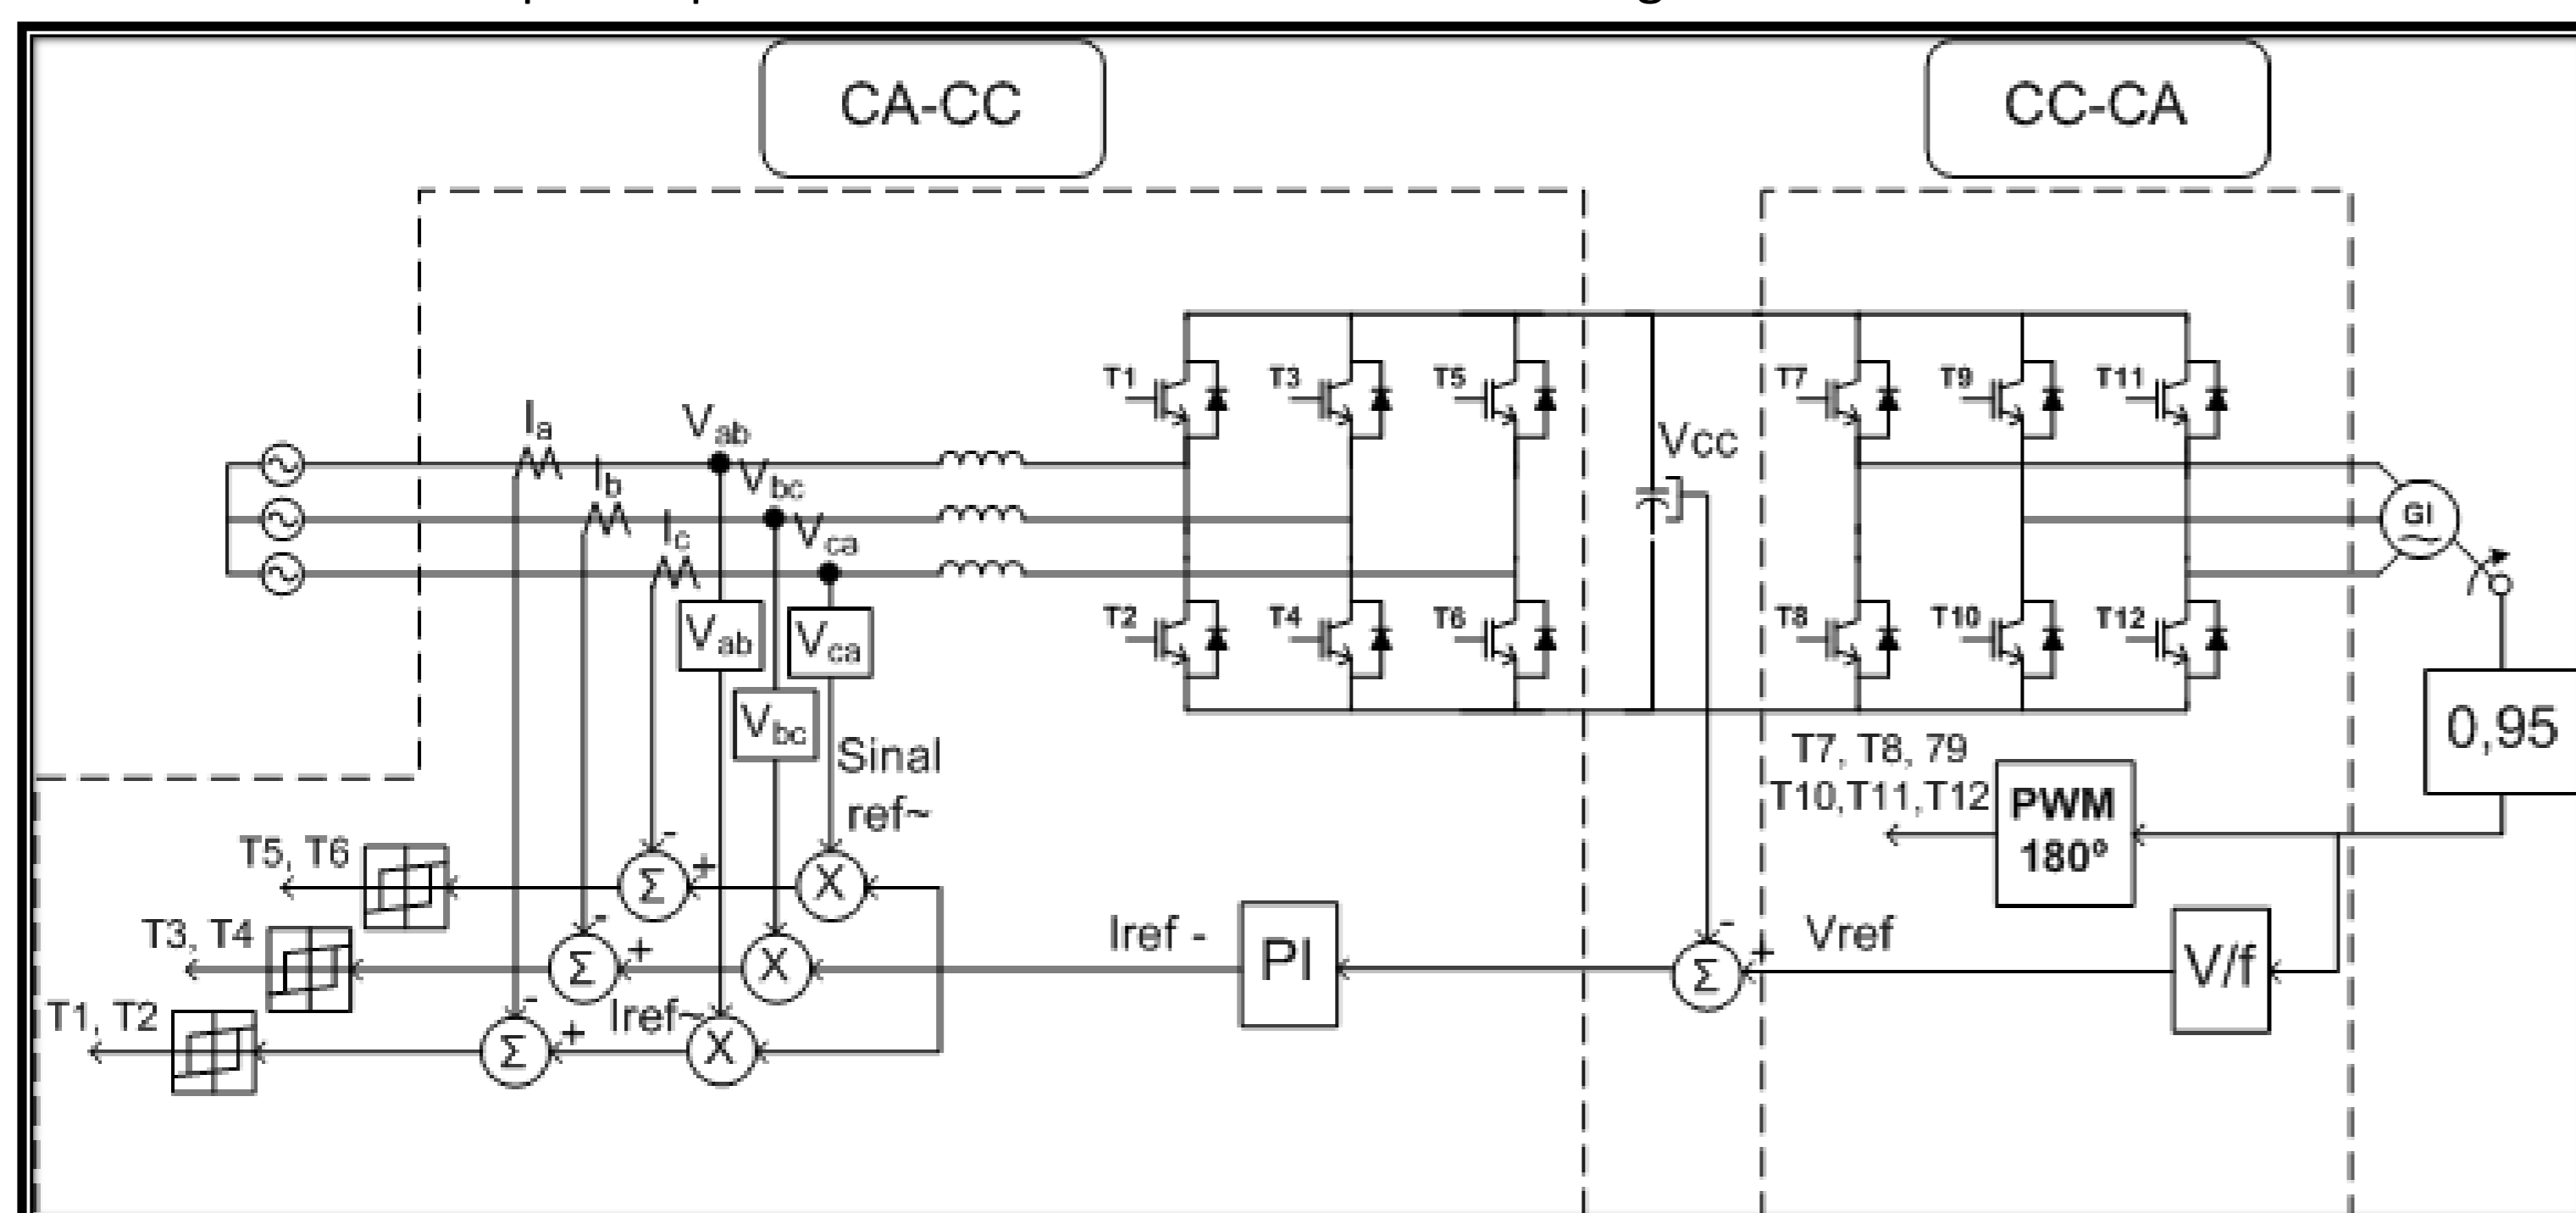 CA-CC
CC-CA
T1
T3
T5
T7
T9
T11
Ia
Vab
Ib
Vbc
Ic
Vca
Vcc
GI
T2
T4
T6
T8
T10
T12
Vab
Vca
Vbc
Sinal
ref~
0,95
T7, T8, 79
T10,T11,T12
PWM
180º
T5, T6
-
+
Σ
X
T3, T4
-
+
Σ
X
Iref -
PI
-
+
Σ
Vref
V/f
T1, T2
-
+
Σ
Iref~
X